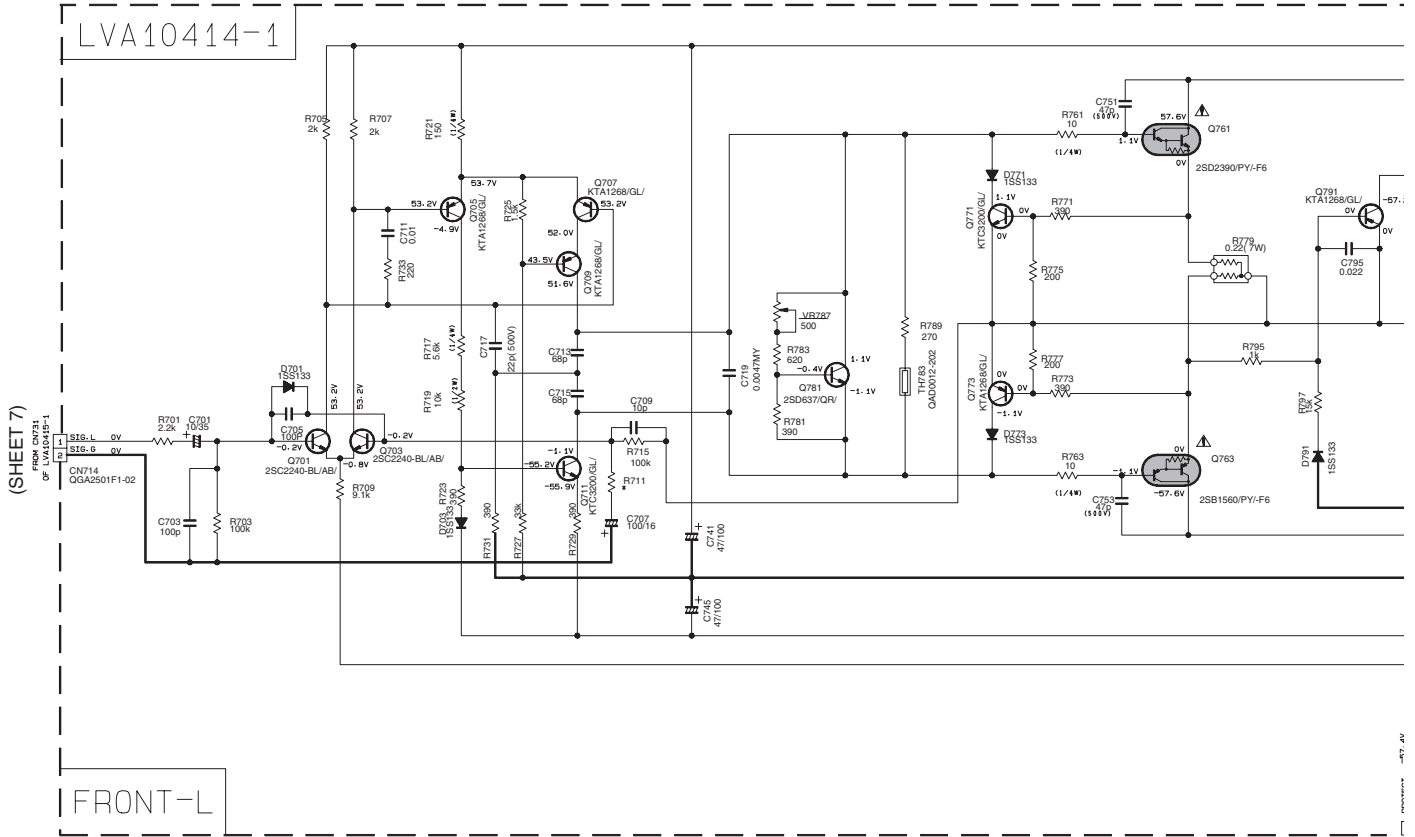 LVA10414-1
(SHEET 7)
FROM CN731
OF LVA10415-1
1
SIG.L 0V
2
SIG.G 0V
CN714
QGA2501F1-02
R701
2.2k
C701
10/35
+
C703
100p
R703
100k
D701
1SS133
C705
100P
-0.2V
Q701
2SC2240-BL/AB/
R705
2k
R707
2k
53.2V
53.2V
-0.2V
Q703
2SC2240-BL/AB/
-0.8V
R709
9.1k
R721
150
(1/4W)
53.7V
53.2V
-4.9V
Q705
KTA1268/GL/
C711
0.01
R733
220
R725
1.5k
Q707
KTA1268/GL/
53.2V
52.0V
43.5V
51.6V
Q709
KTA1268/GL/
R717
5.6k
(1/4W)
C717
22p(500V)
C713
68p
C715
68p
R719
10k
(1/2W)
C709
10p
R715
100k
-1.1V
-55.2V
-55.9V
Q711
KTC3200/GL/
R711
*
R723
390
D703
1SS133
R731
390
R727
33k
R729
390
C707
100/16
+
C741
47/100
+
C745
47/100
+
C719
0.0047MY
VR787
500
R783
620
-0.4V
1.1V
-1.1V
Q781
2SD637/QR/
R781
390
R789
270
TH783
QAD0012-202
D771
1SS133
1.1V
Q771
KTC3200/GL/
0V
0V
R771
390
R775
200
R777
200
R773
390
Q773
KTA1268/GL/
0V
0V
-1.1V
D773
1SS133
R761
10
(1/4W)
C751
47p
(500V)
57.6V
1.1V
0V
Q761
2SD2390/PY/-F6
R779
0.22(7W)
R795
1k
R763
10
(1/4W)
C753
47p
(500V)
0V
-1.1V
-57.6V
Q763
2SB1560/PY/-F6
Q791
KTA1268/GL/
0V
0V
C795
0.022
R797
15k
D791
1SS133
FRONT-L
-57.4V